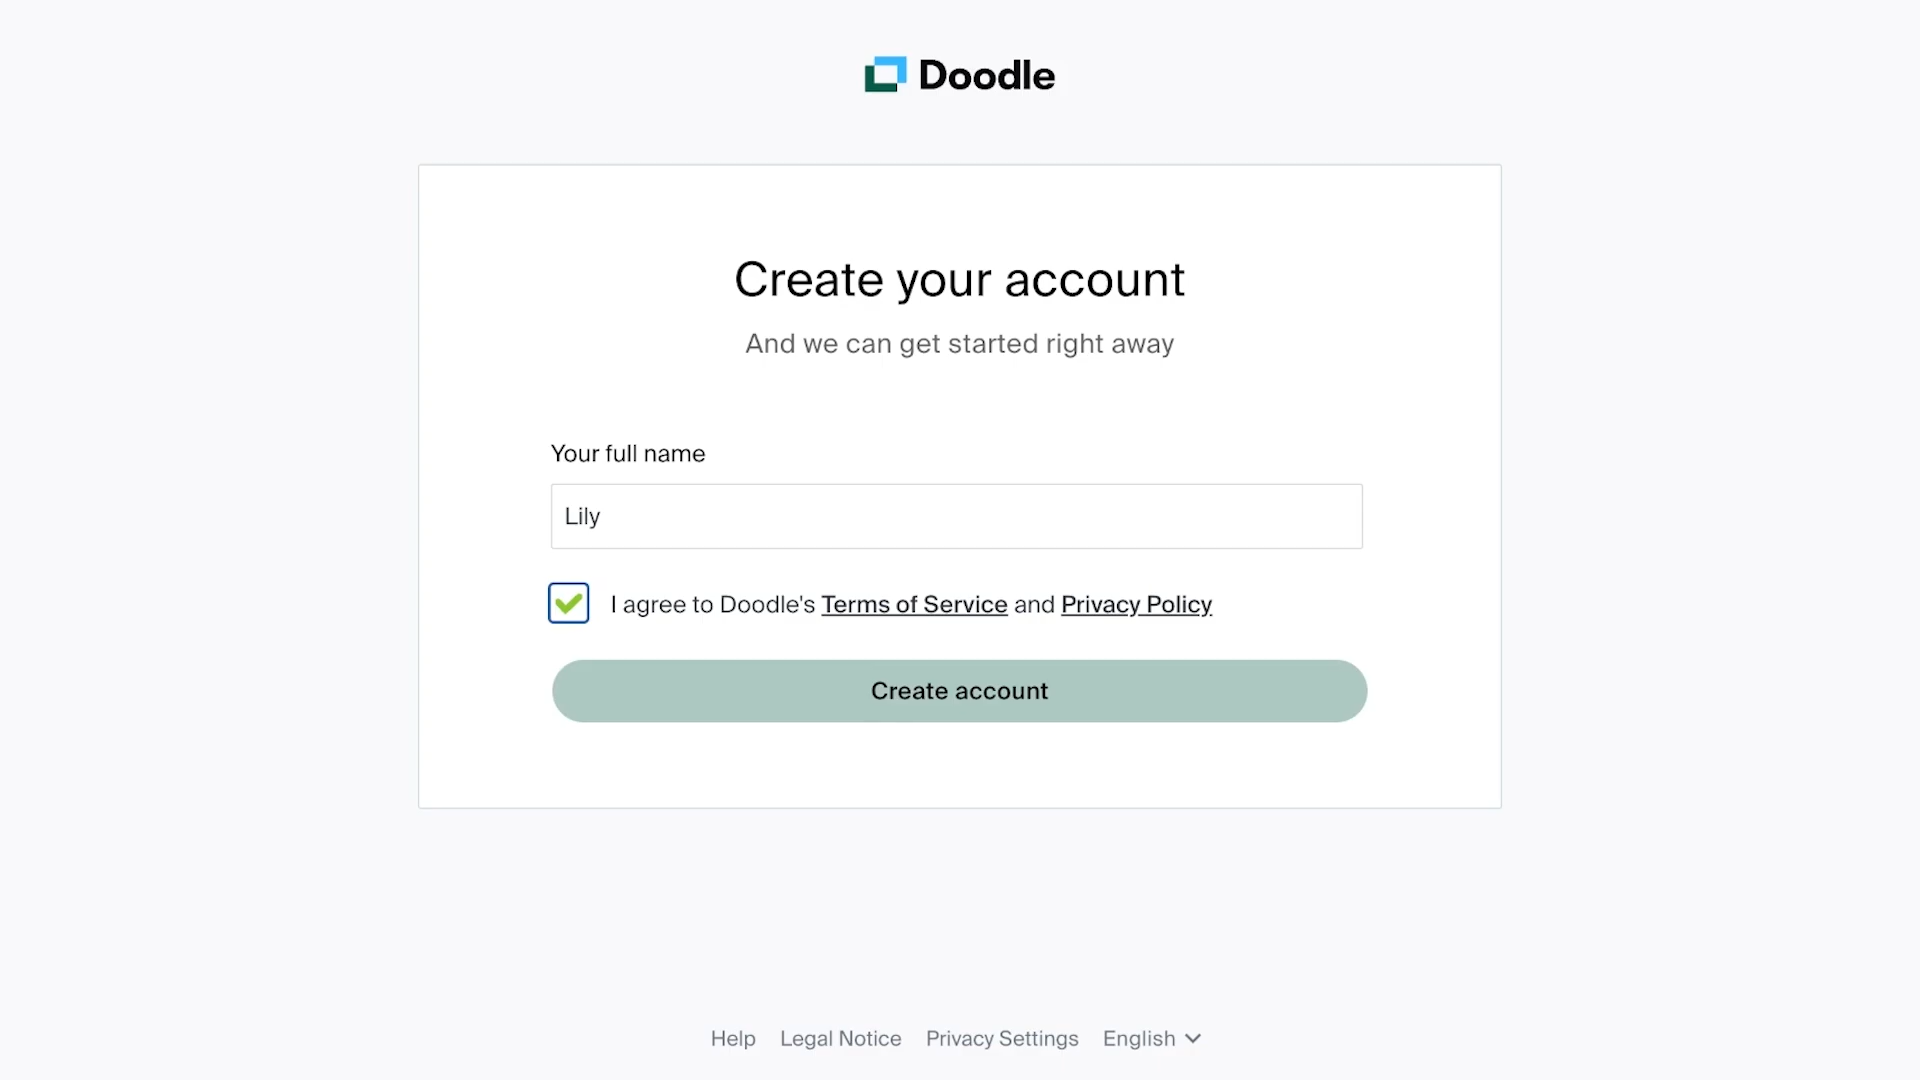 Doodle
Create your account
And we can get started right away
Your full name
Lily
I agree to Doodle's Terms of Service and Privacy Policy
Create account
Help Legal Notice Privacy Settings English